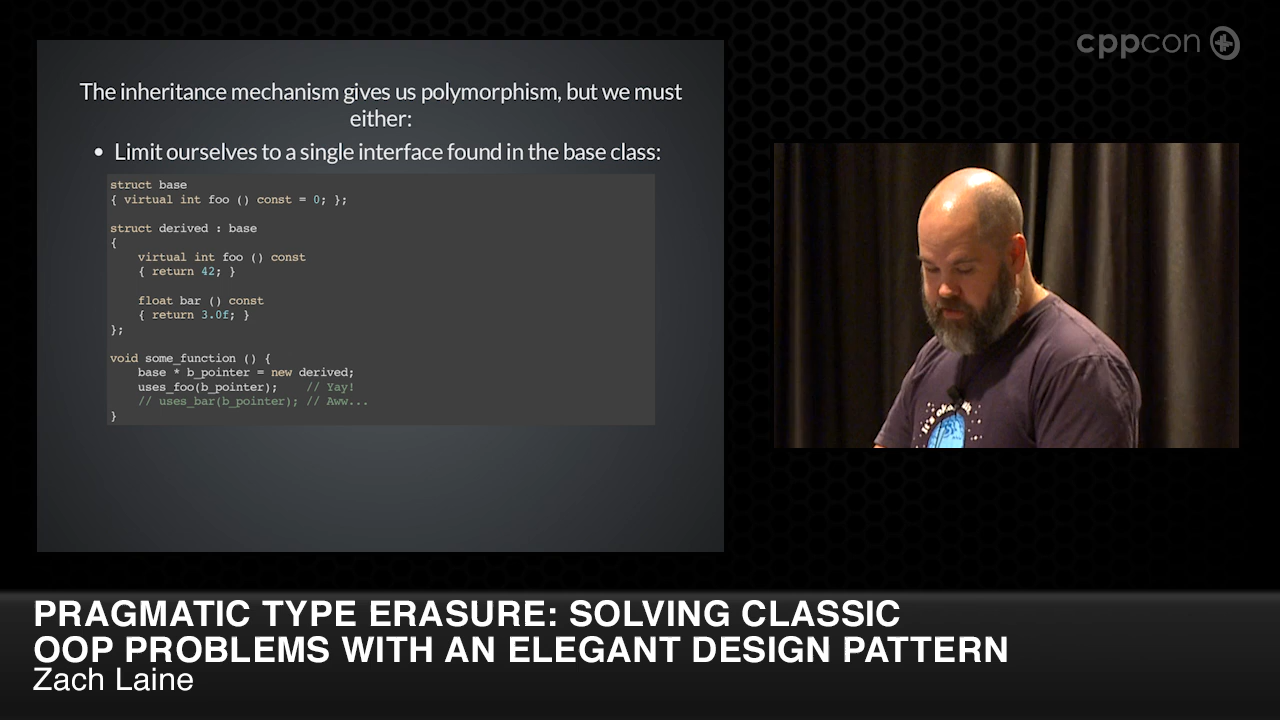 cppcon
The inheritance mechanism gives us polymorphism, but we must
either:
• Limit ourselves to a single interface found in the base class:
struct base
{ virtual int foo () const = 0; };
struct derived : base
{
virtual int foo () const
{ return 42; }
float bar () const
{ return 3.0f; }
};
void some_function () {
base * b_pointer = new derived;
uses_foo(b_pointer); // Yay!
// uses_bar(b_pointer); // Aww...
}
it's okay
PRAGMATIC TYPE ERASURE: SOLVING CLASSIC
OOP PROBLEMS WITH AN ELEGANT DESIGN PATTERN
Zach Laine